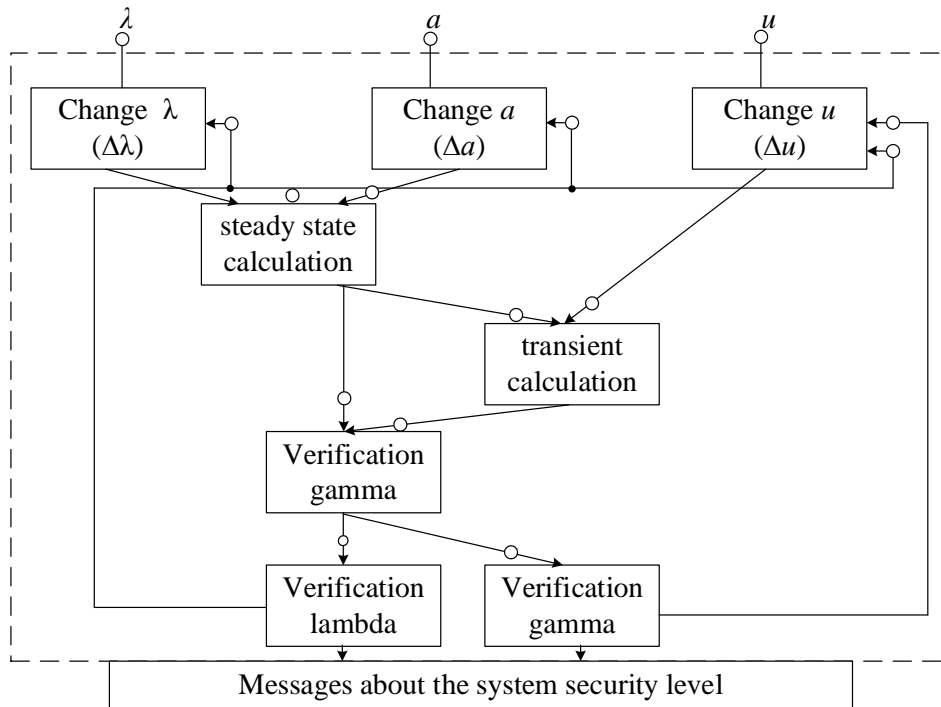 λ
a
u
Change λ
(Δλ)
Change a
(Δa)
Change u
(Δu)
steady state
calculation
transient
calculation
Verification
gamma
Verification
lambda
Verification
gamma
Messages about the system security level